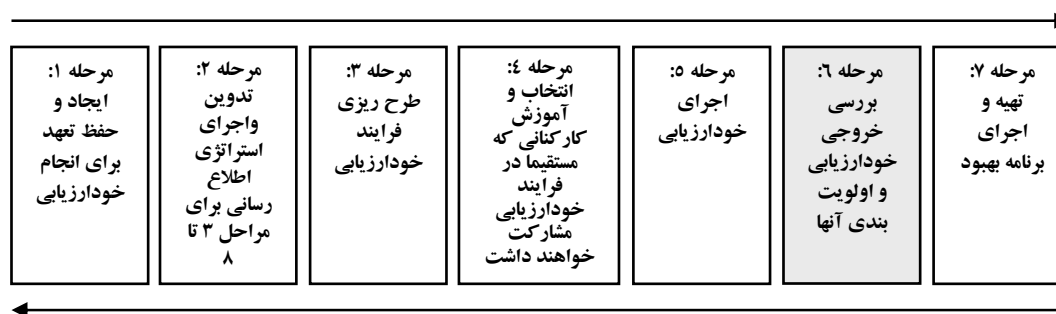 مرحله ۱:
ایجاد و
حفظ تعهد
برای انجام
خودارزیابی
مرحله ۲:
تدوین
واجرای
استراتژی
اطلاع
رسانی برای
مراحل ۳ تا
۸
مرحله ۳:
طرح ریزی
فرایند
خودارزیابی
مرحله ٤:
انتخاب و
آموزش
کارکنانی که
مستقیما در
فرایند
خودارزیابی
مشارکت
خواهند داشت
مرحله ٥:
اجرای
خودارزیابی
مرحله ٦:
بررسی
خروجی
خودارزیابی
و اولویت
بندی آنها
مرحله ۷:
تهیه و
اجرای
برنامه بهبود